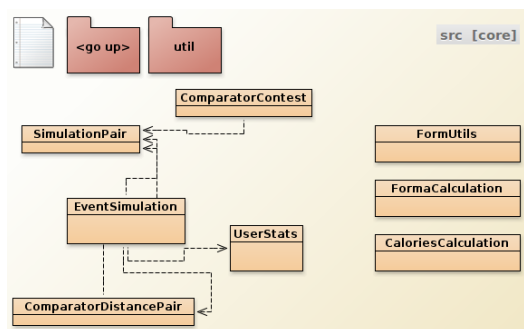 <go up>
util
src [core]
ComparatorContest
SimulationPair
FormUtils
EventSimulation
FormaCalculation
UserStats
CaloriesCalculation
ComparatorDistancePair